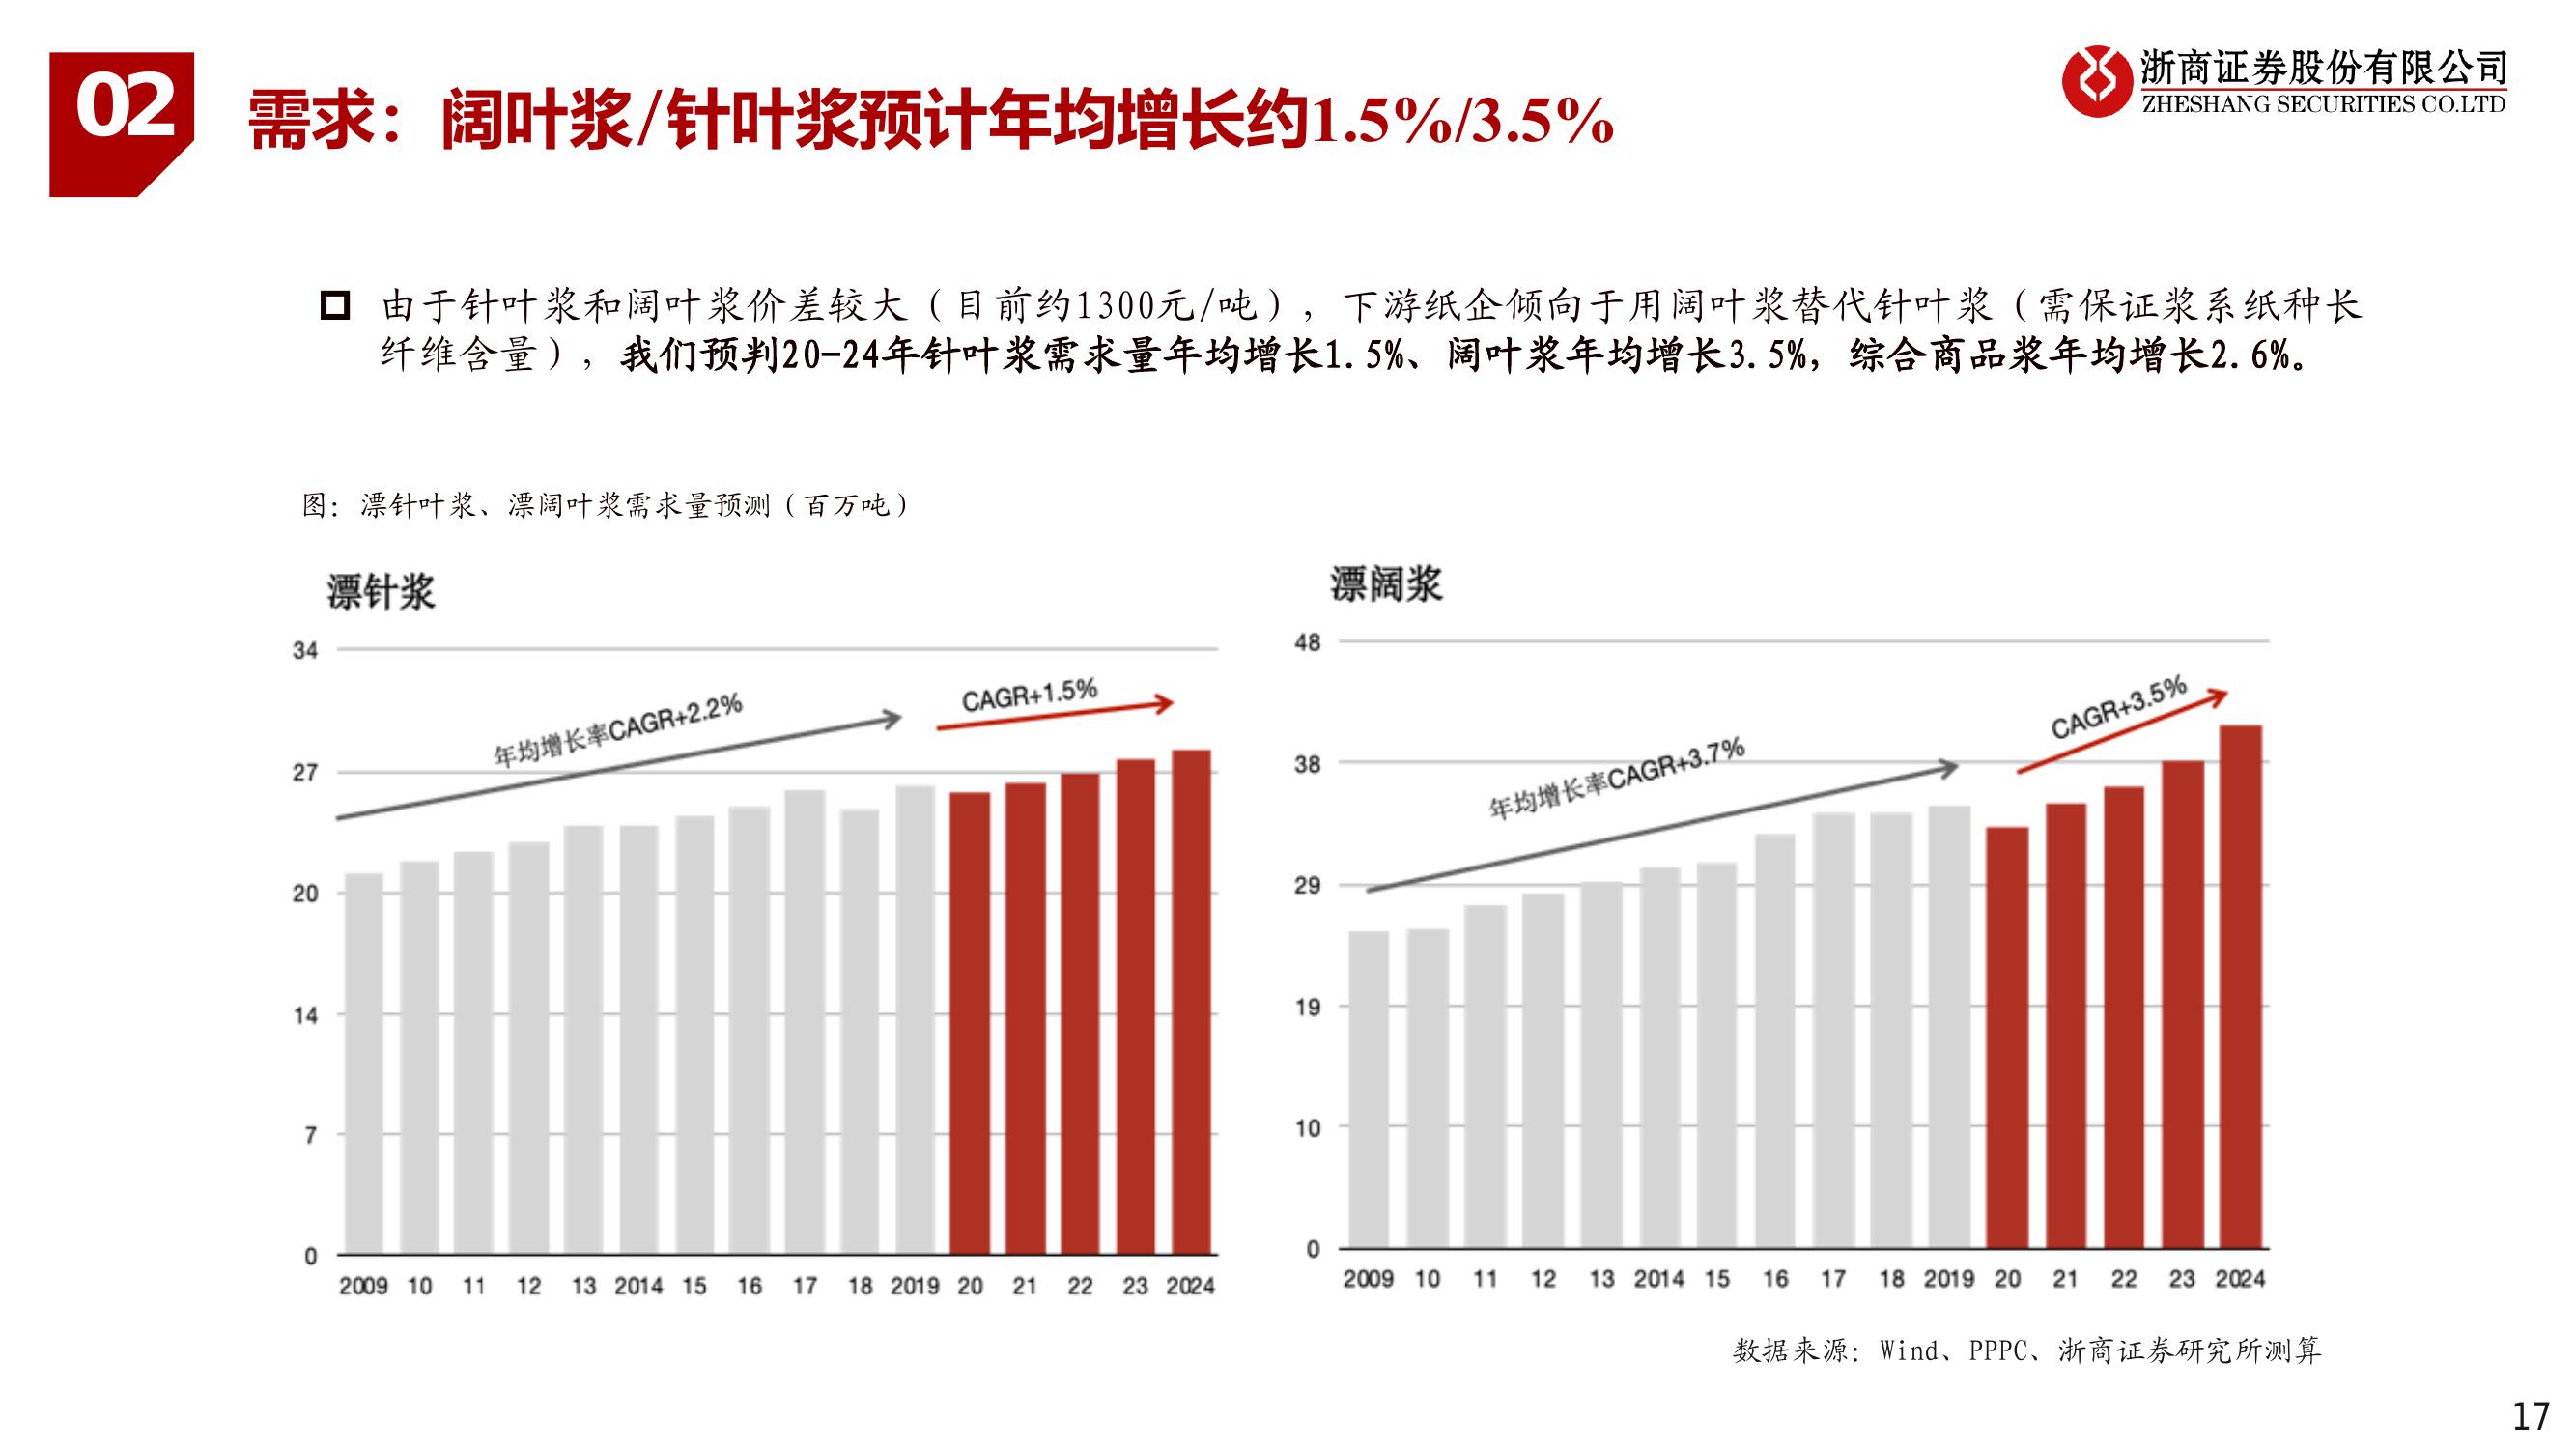 02
需求：阔叶浆/针叶浆预计年均增长约1.5%/3.5%
浙商证券股份有限公司
ZHESHANG SECURITIES CO.LTD
由于针叶浆和阔叶浆价差较大（目前约1300元/吨），下游纸企倾向于用阔叶浆替代针叶浆（需保证浆系纸种长
纤维含量），我们预判20-24年针叶浆需求量年均增长1.5%、阔叶浆年均增长3.5%，综合商品浆年均增长2.6%。
图：漂针叶浆、漂阔叶浆需求量预测（百万吨）
漂针浆
34
27
20
14
7
0
年均增长率CAGR+2.2%
CAGR+1.5%
2009 10 11 12 13 2014 15 16 17 18 2019 20 21 22 23 2024
漂阔浆
48
38
29
19
10
0
年均增长率CAGR+3.7%
CAGR+3.5%
2009 10 11 12 13 2014 15 16 17 18 2019 20 21 22 23 2024
数据来源：Wind、PPPC、浙商证券研究所测算
17